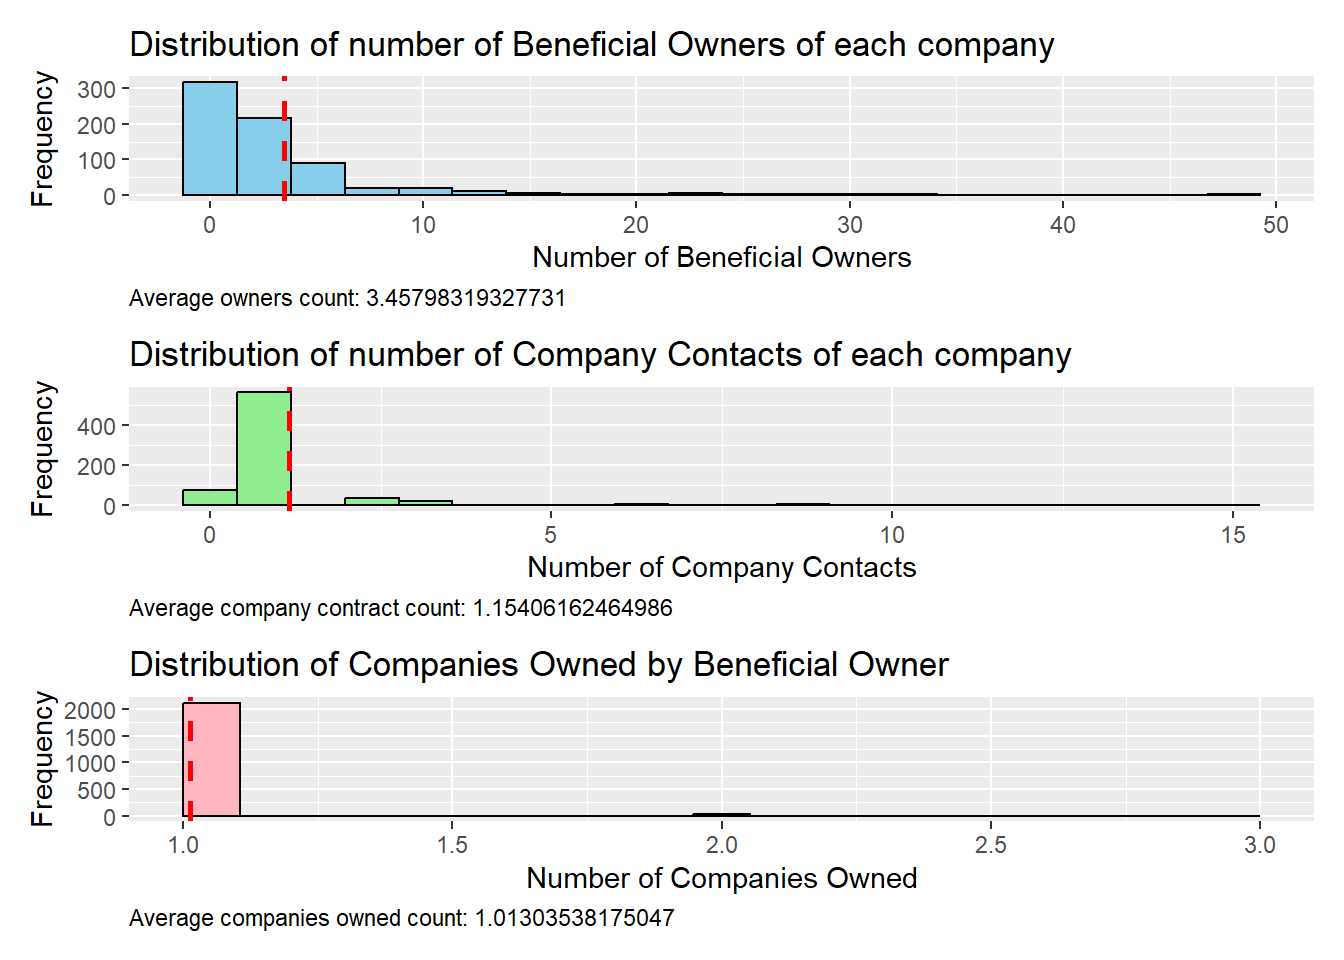 Distribution of number of Beneficial Owners of each company
Frequency
300
200
100
0
0 10 20 30 40 50
Number of Beneficial Owners
Average owners count: 3.45798319327731
Distribution of number of Company Contacts of each company
Frequency
400
200
0
0 5 10 15
Number of Company Contacts
Average company contract count: 1.15406162464986
Distribution of Companies Owned by Beneficial Owner
Frequency
2000
1500
1000
500
0
1.0 1.5 2.0 2.5 3.0
Number of Companies Owned
Average companies owned count: 1.01303538175047